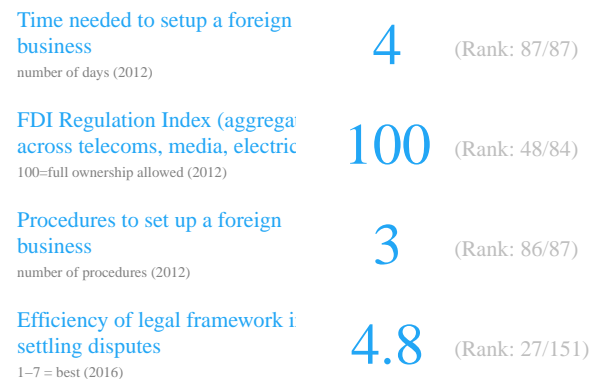 Time needed to setup a foreign
business
number of days (2012)
4
(Rank: 87/87)
FDI Regulation Index
across telecoms, media,
100=full ownership allowed (2012)
100
(Rank: 48/84)
Procedures to set up a foreign
business
number of procedures (2012)
3
(Rank: 86/87)
Efficiency of legal framework
settling disputes
1–7 = best (2016)
4.8
(Rank: 27/151)